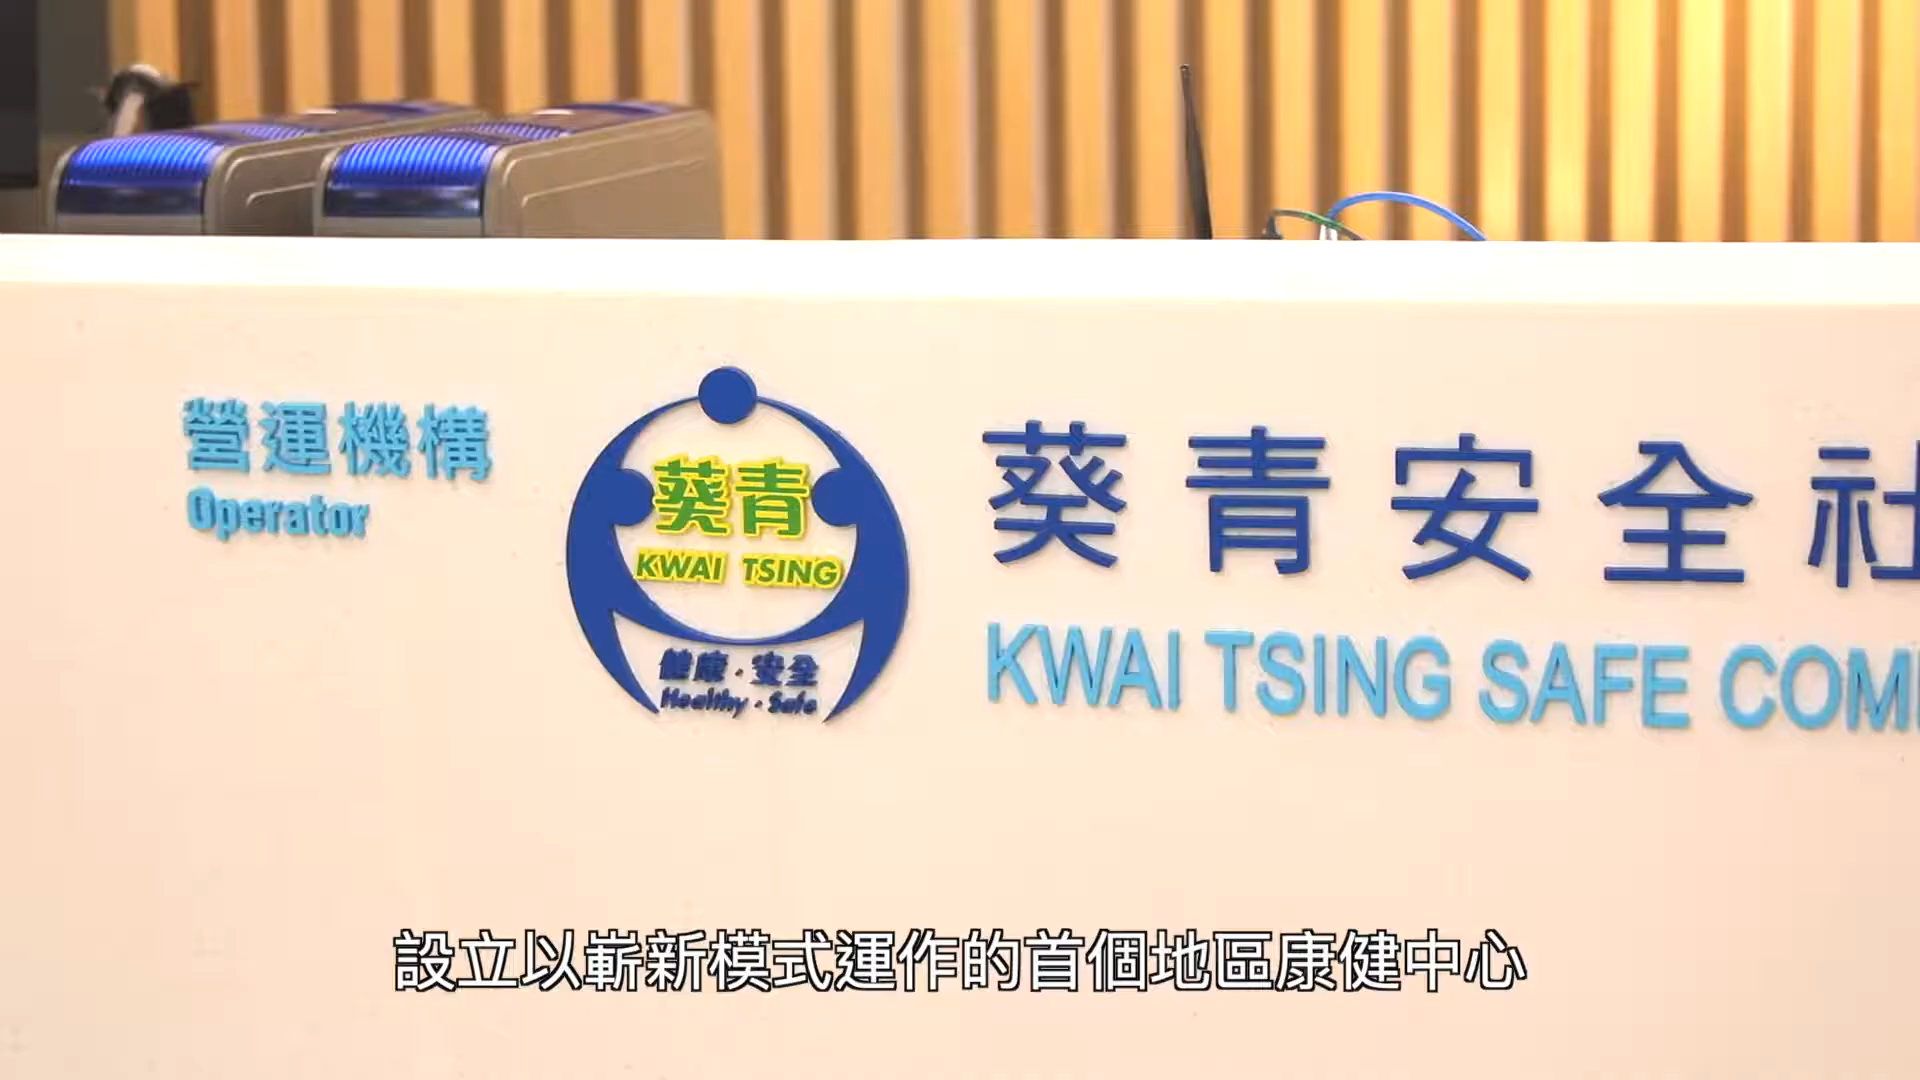 營運機構
Operator
葵青
KWAI TSING
健康·安全
Healthy·Safe
葵青安全社
KWAI TSING SAFE COM
設立以嶄新模式運作的首個地區康健中心